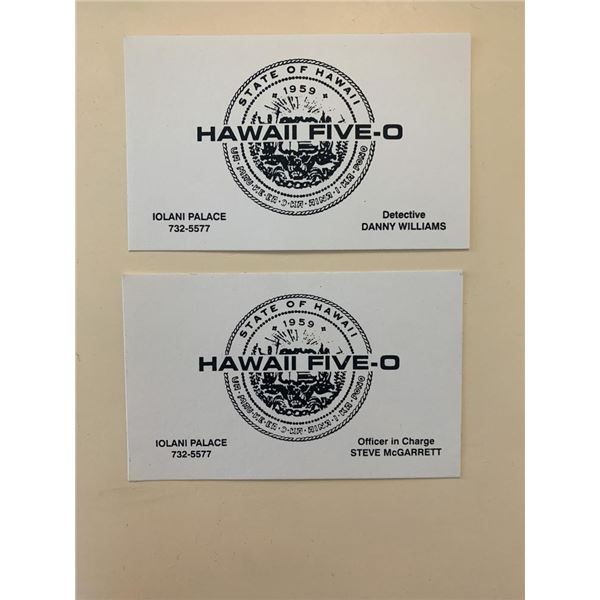 STATE OF HAWAII
1959
HAWAII FIVE-O
IOLANI PALACE
732-5577
Detective
DANNY WILLIAMS
STATE OF HAWAII
1959
HAWAII FIVE-O
IOLANI PALACE
732-5577
Officer in Charge
STEVE McGARRETT